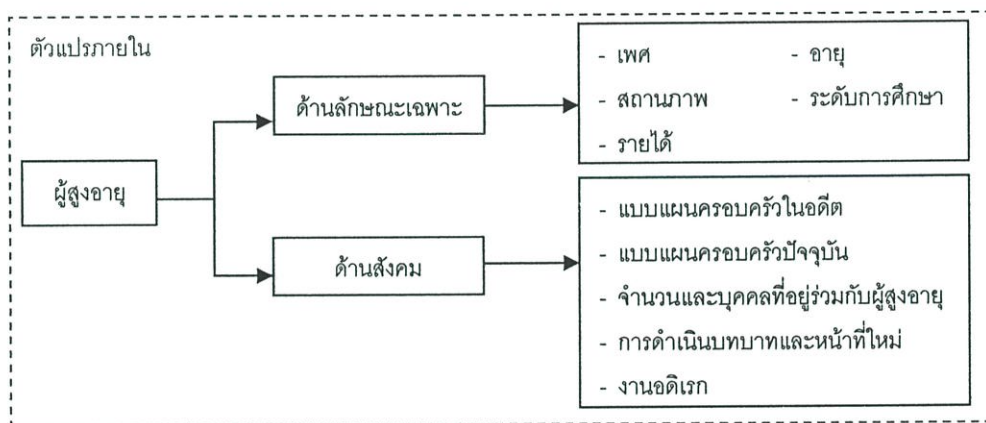 ตัวแปรภายใน
ผู้สูงอายุ
ด้านลักษณะเฉพาะ
- เพศ - อายุ
- สถานภาพ - ระดับการศึกษา
- รายได้
ด้านสังคม
- แบบแผนครอบครัวในอดีต
- แบบแผนครอบครัวปัจจุบัน
- จำนวนและบุคคลที่อยู่ร่วมกับผู้สูงอายุ
- การดำเนินบทบาทและหน้าที่ใหม่
- งานอดิเรก